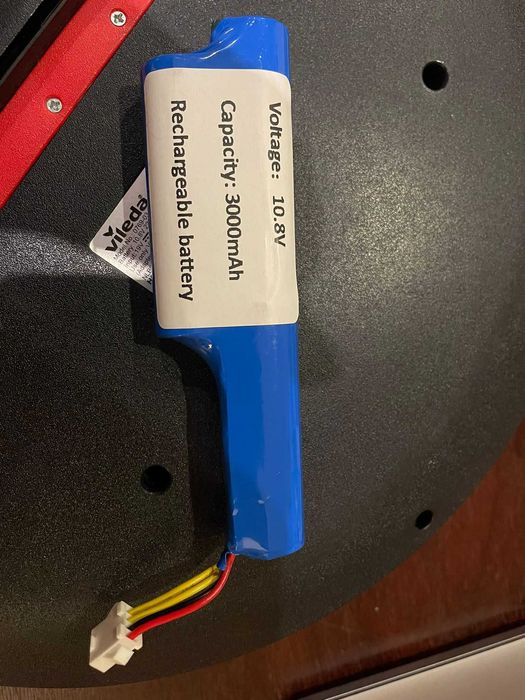 Voltage: 10.8V
Capacity: 3000mAh
Rechargeable battery
vileda